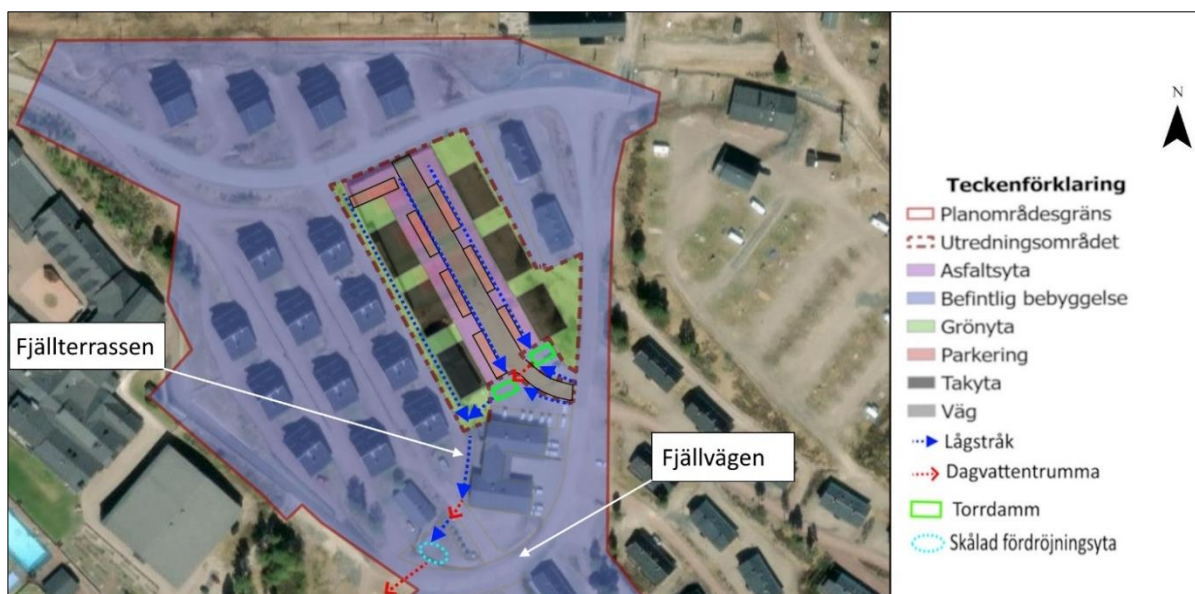 Fjällterrassen
Fjällvägen
N
Teckenförklaring
Planområdesgräns
Utredningsområdet
Asfaltsyta
Befintlig bebyggelse
Grönyta
Parkering
Takyta
Väg
Lågstråk
Dagvattentrumma
Torrdamm
Skålad fördröjningsyta